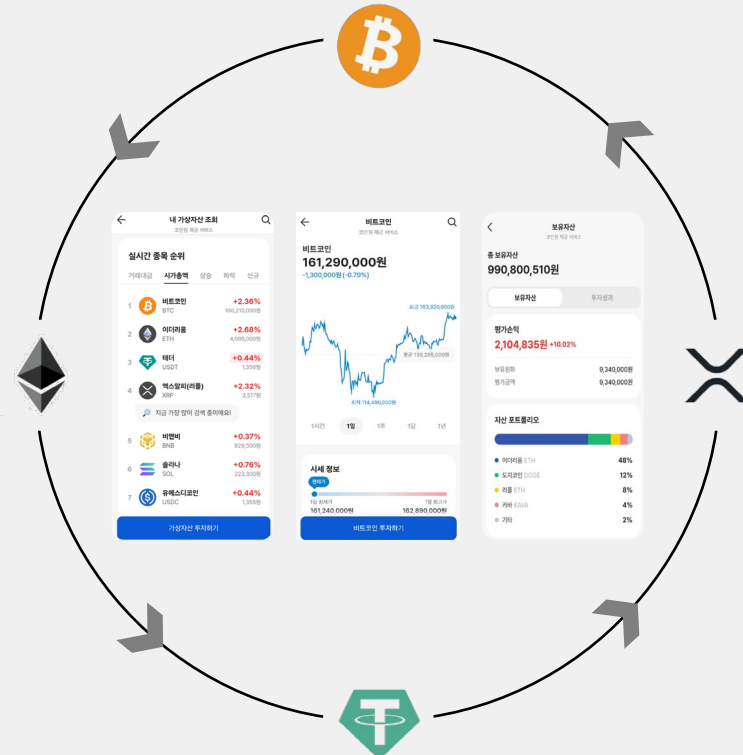 내 가상자산 조회
코인원 제공 서비스
실시간 종목 순위
거래대금 시가총액 상승 하락 신규
1 비트코인 +2.36%
BTC 160,210,000원
2 이더리움 +2.68%
ETH 4,088,000원
3 테더 +0.44%
USDT 1,355원
4 엑스알피(리플) +2.32%
XRP 3,517원
지금 가장 많이 검색 중이에요!
5 비앤비 +0.37%
BNB 829,500원
6 솔라나 +0.76%
SOL 223,300원
7 유에스디코인 +0.44%
USDC 1,355원
가상자산 투자하기
비트코인
코인원 제공 서비스
비트코인
161,290,000원
-1,300,000원 (-0.79%)
최고 163,920,000원
평균 139,205,000원
최저 114,490,000원
1시간 1일 1주 1달 1년
시세 정보
현재가
1일 최저가 1일 최고가
161,240,000원 162,890,000원
비트코인 투자하기
보유자산
코인원 제공 서비스
총 보유자산
990,800,510원
보유자산 투자성과
평가손익
2,104,835원 +10.02%
보유원화 9,340,000원
평가금액 9,340,000원
자산 포트폴리오
이더리움 ETH 48%
도지코인 DOGE 12%
리플 ETH 8%
카바 KAVA 4%
기타 2%